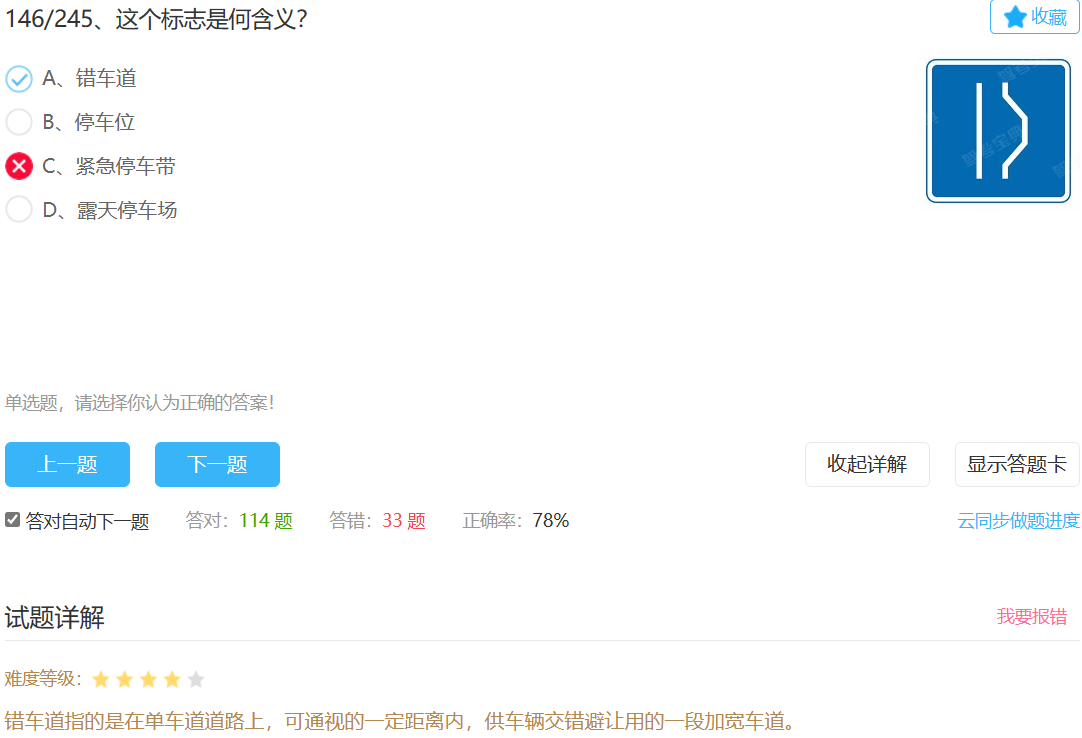 146/245、这个标志是何含义？
收藏
A、错车道
B、停车位
C、紧急停车带
D、露天停车场
单选题，请选择你认为正确的答案！
上一题 下一题 收起详解 显示答题卡
答对自动下一题 答对：114 题 答错：33 题 正确率：78% 云同步做题进度
试题详解 我要报错
难度等级：
错车道指的是在单车道道路上，可通视的一定距离内，供车辆交错避让用的一段加宽车道。